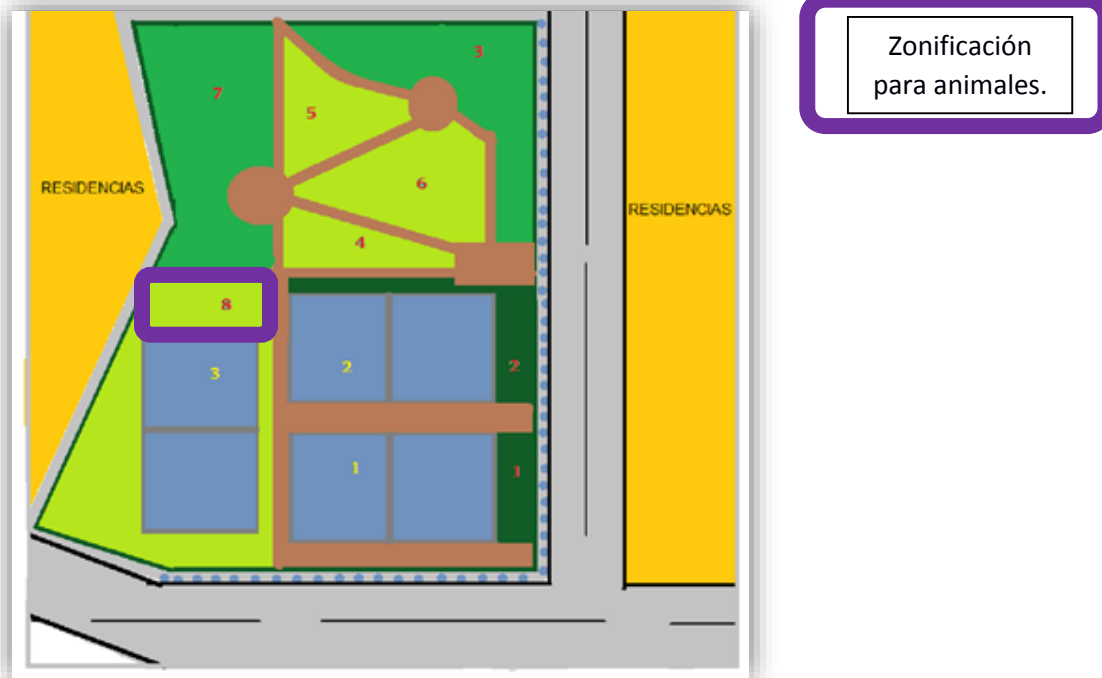 Zonificación
para animales.
3
7
5
6
RESIDENCIAS
RESIDENCIAS
4
8
3
2
2
1
1